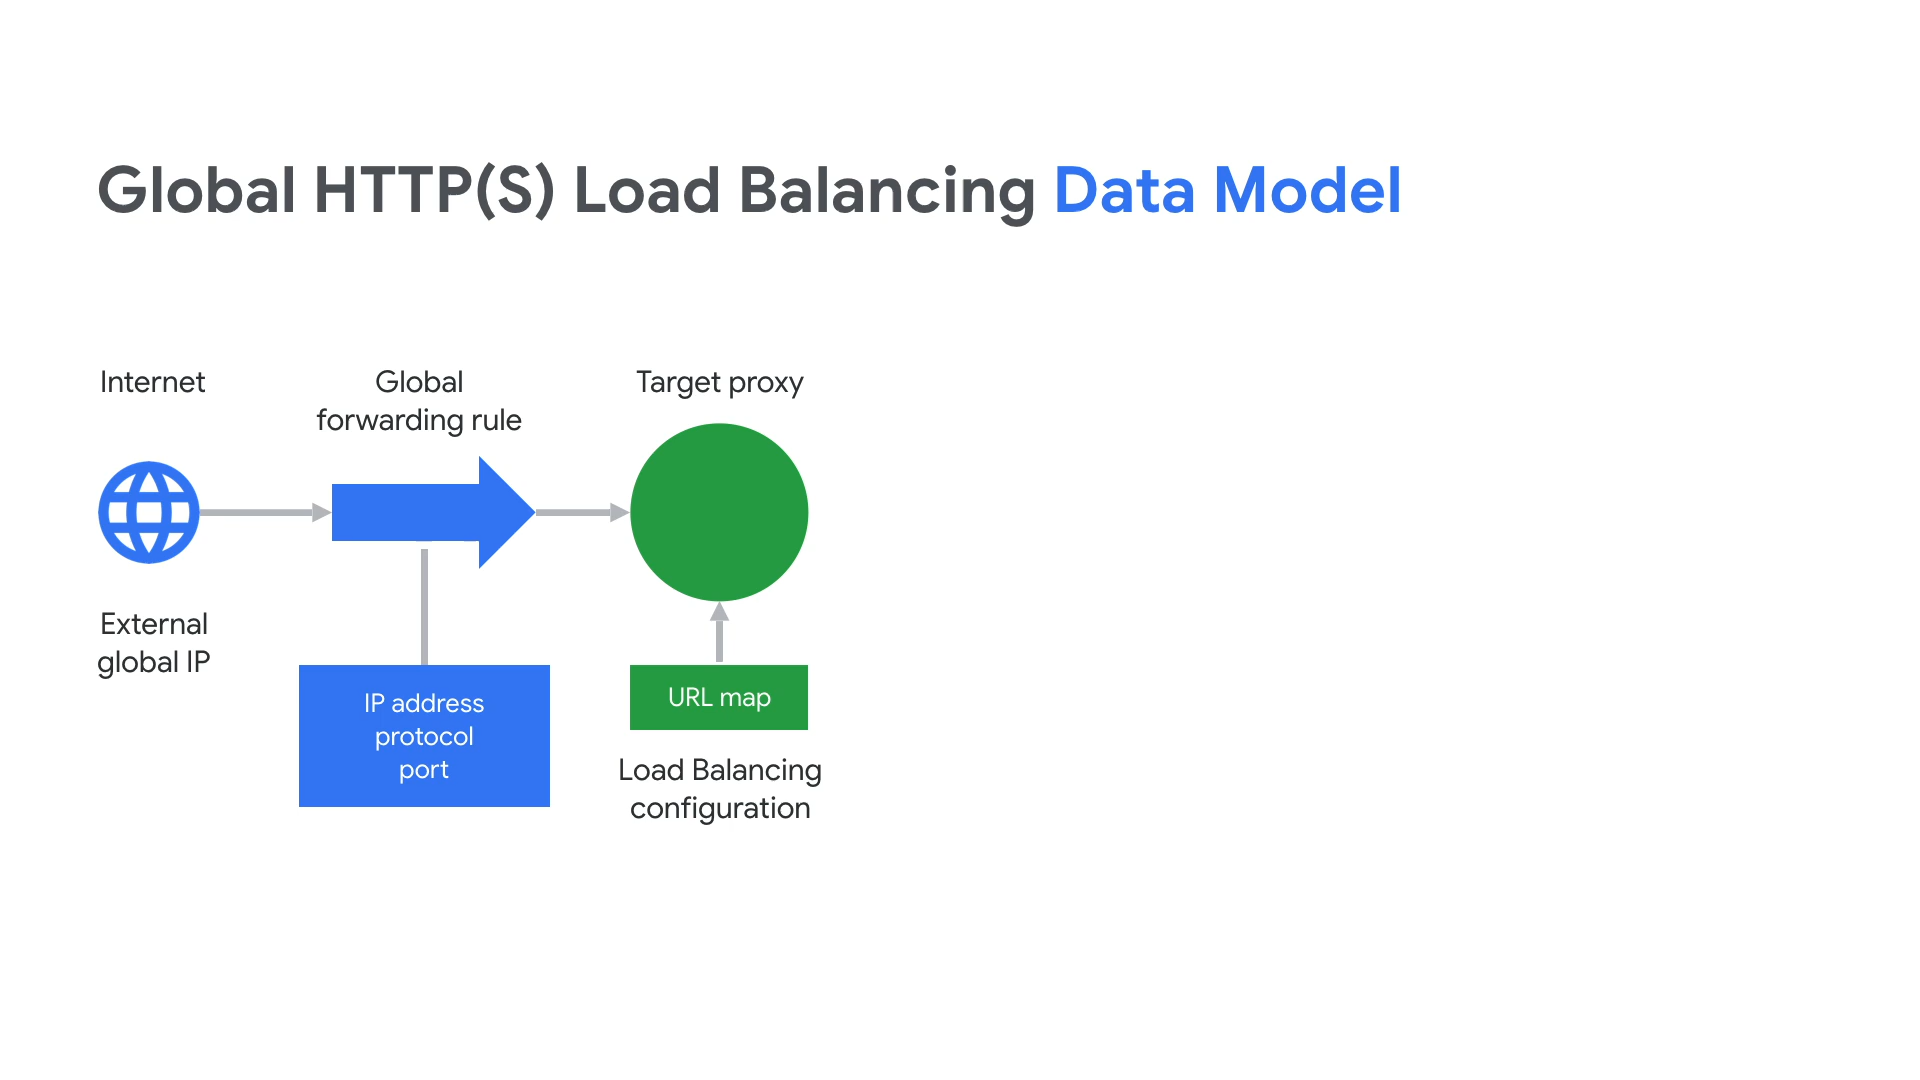 Global HTTP(S) Load Balancing Data Model
Internet
Global
forwarding rule
Target proxy
External
global IP
IP address
protocol
port
URL map
Load Balancing
configuration